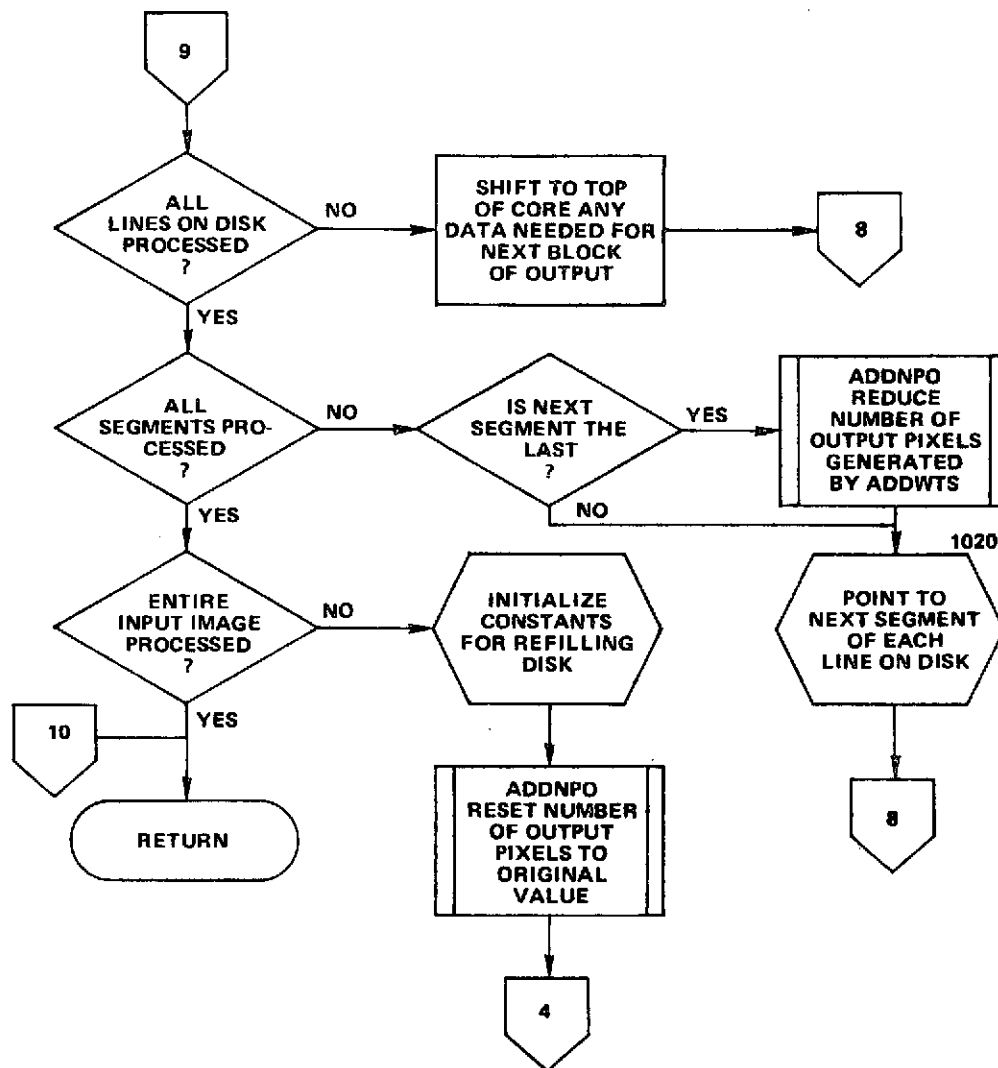 9
ALL
LINES ON DISK
PROCESSED
?
NO
SHIFT TO TOP
OF CORE ANY
DATA NEEDED FOR
NEXT BLOCK
OF OUTPUT
8
YES
ALL
SEGMENTS PRO-
CESSED
?
NO
IS NEXT
SEGMENT THE
LAST
?
YES
ADDNPO
REDUCE
NUMBER OF
OUTPUT PIXELS
GENERATED
BY ADDWTS
NO
YES
1020
ENTIRE
INPUT IMAGE
PROCESSED
?
NO
INITIALIZE
CONSTANTS
FOR REFILLING
DISK
POINT TO
NEXT SEGMENT
OF EACH
LINE ON DISK
YES
10
RETURN
ADDNPO
RESET NUMBER
OF OUTPUT
PIXELS TO
ORIGINAL
VALUE
8
4